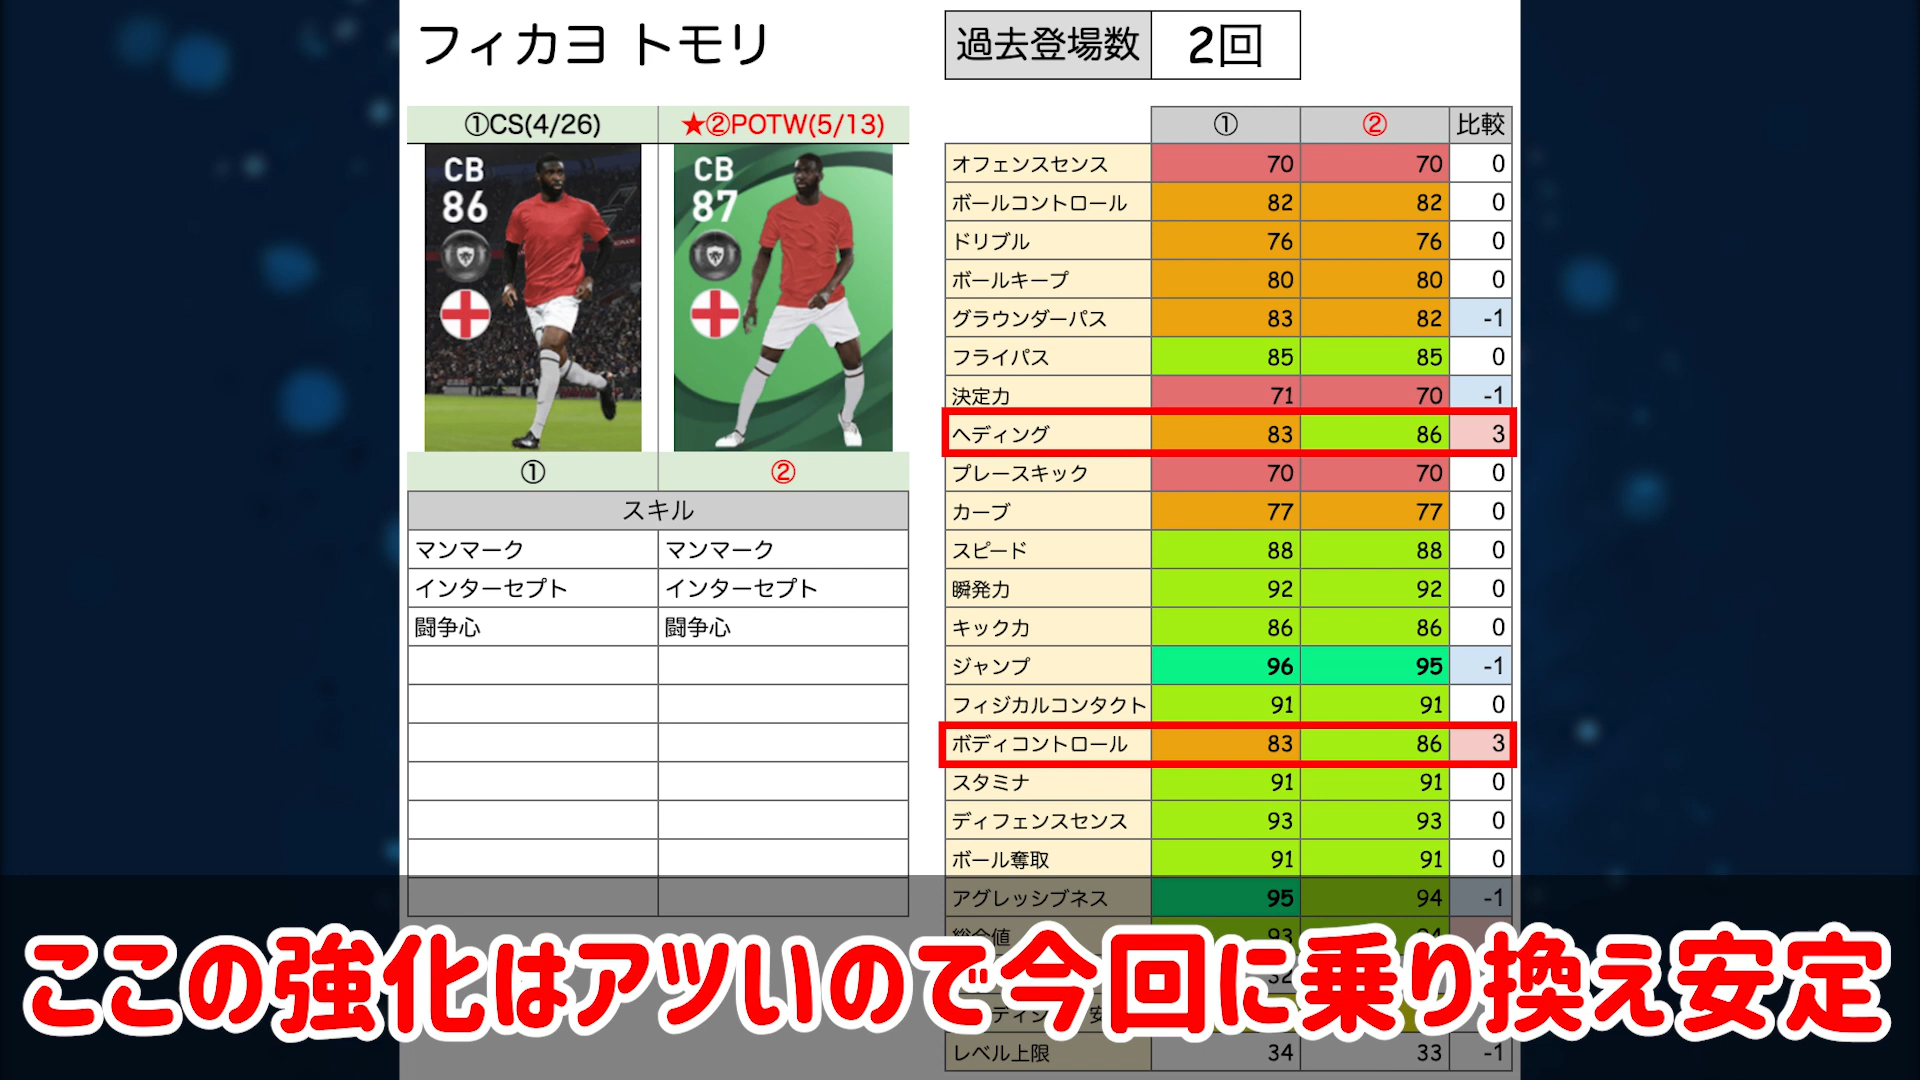 フィカヨ トモリ
過去登場数 2回
①CS(4/26) ★②POTW(5/13)
CB
86
CB
87
① ②
スキル
マンマーク マンマーク
インターセプト インターセプト
闘争心 闘争心
① ② 比較
オフェンスセンス 70 70 0
ボールコントロール 82 82 0
ドリブル 76 76 0
ボールキープ 80 80 0
グラウンダーパス 83 82 -1
フライパス 85 85 0
決定力 71 70 -1
ヘディング 83 86 3
プレースキック 70 70 0
カーブ 77 77 0
スピード 88 88 0
瞬発力 92 92 0
キック力 86 86 0
ジャンプ 96 95 -1
フィジカルコンタクト 91 91 0
ボディコントロール 83 86 3
スタミナ 91 91 0
ディフェンスセンス 93 93 0
ボール奪取 91 91 0
アグレッシブネス 95 94 -1
総合値 93 94
ここの強化はアツいので今回に乗り換え安定
レベル上限 34 33 -1